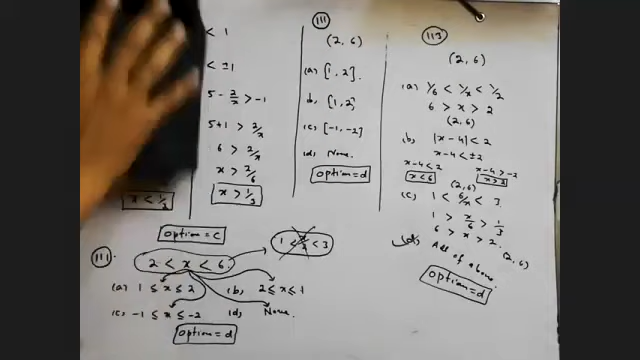 < 1
< ±1
5 - 2/x > -1
5+1 > 2/x
6 > 2/x
x > 2/6
x < 1/3
x > 1/3
option = c
111
(2, 6)
(a) [1, 2].
(b, [1, 2)
(c) [-1, -2]
(d, None.
option = d
113
(2, 6)
(a) 1/6 < 1/x < 1/2
6 > x > 2
(2, 6)
(b) |x-4| < 2
x-4 < ±2
x-4 < 2
x-4 > -2
x < 6
x > 2
(2, 6)
(c) 1 < 6/x < 3
1 > x/6 > 1/3
6 > x > 2.
(2, 6)
(d) All of above
option = d
111
2 < x < 6
1 < x/2 < 3
(a) 1 ≤ x ≤ 2
(b, 2 ≤ x ≤ 1
(c) -1 ≤ x ≤ -2
(d, None.
option = d